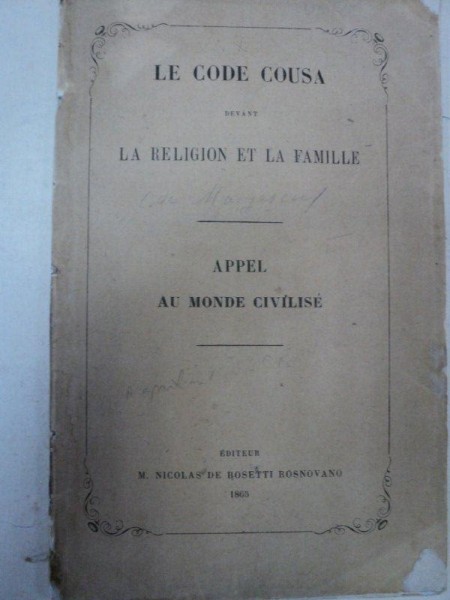 LE CODE COUSA
DEVANT
LA RELIGION ET LA FAMILLE
APPEL
AU MONDE CIVILISÉ
ÉDITEUR
M. NICOLAS DE ROSETTI ROSNOVANO
1865